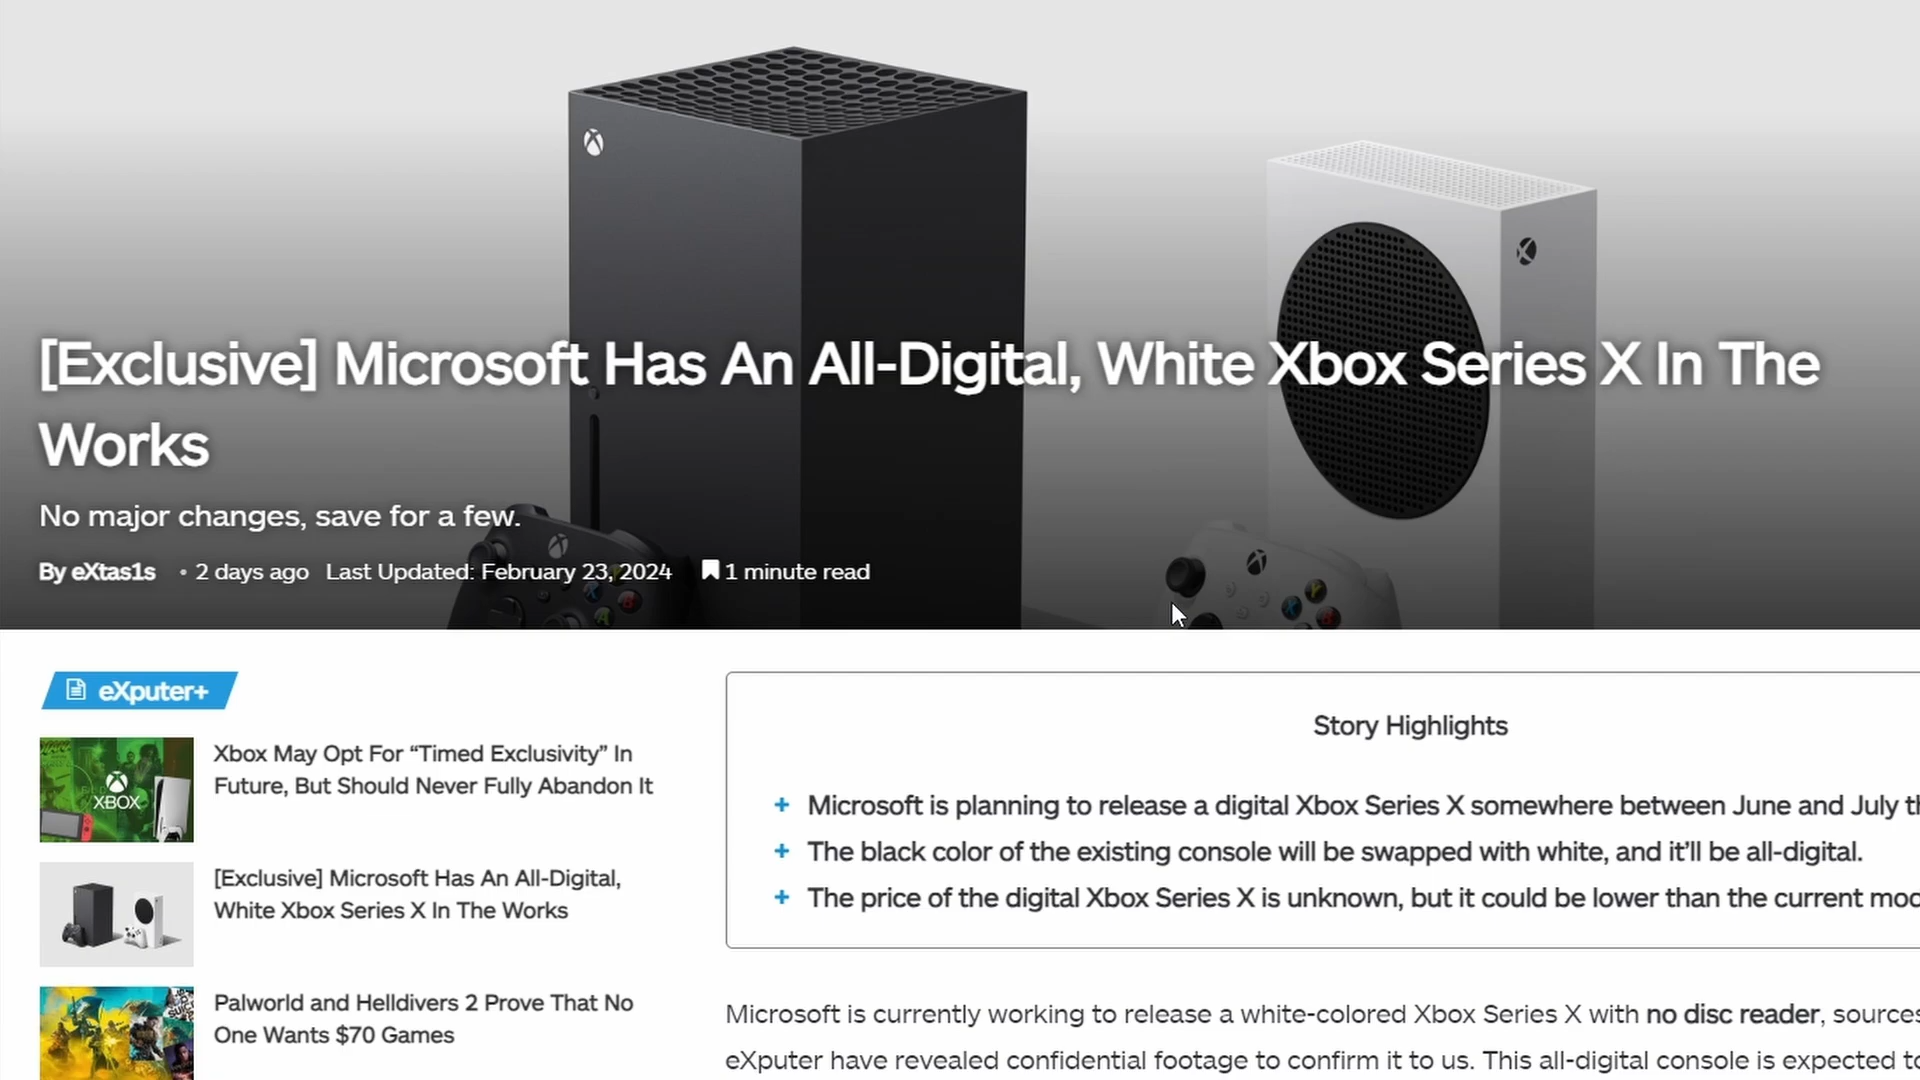 [Exclusive] Microsoft Has An All-Digital, White Xbox Series X In The
Works
No major changes, save for a few.
By eXtas1s • 2 days ago Last Updated: February 23, 2024 1 minute read
eXputer+
Xbox May Opt For “Timed Exclusivity” In
Future, But Should Never Fully Abandon It
XBOX
[Exclusive] Microsoft Has An All-Digital,
White Xbox Series X In The Works
Palworld and Helldivers 2 Prove That No
One Wants $70 Games
Story Highlights
+ Microsoft is planning to release a digital Xbox Series X somewhere between June and July
+ The black color of the existing console will be swapped with white, and it’ll be all-digital.
+ The price of the digital Xbox Series X is unknown, but it could be lower than the current
Microsoft is currently working to release a white-colored Xbox Series X with no disc reader, sources
eXputer have revealed confidential footage to confirm it to us. This all-digital console is expected